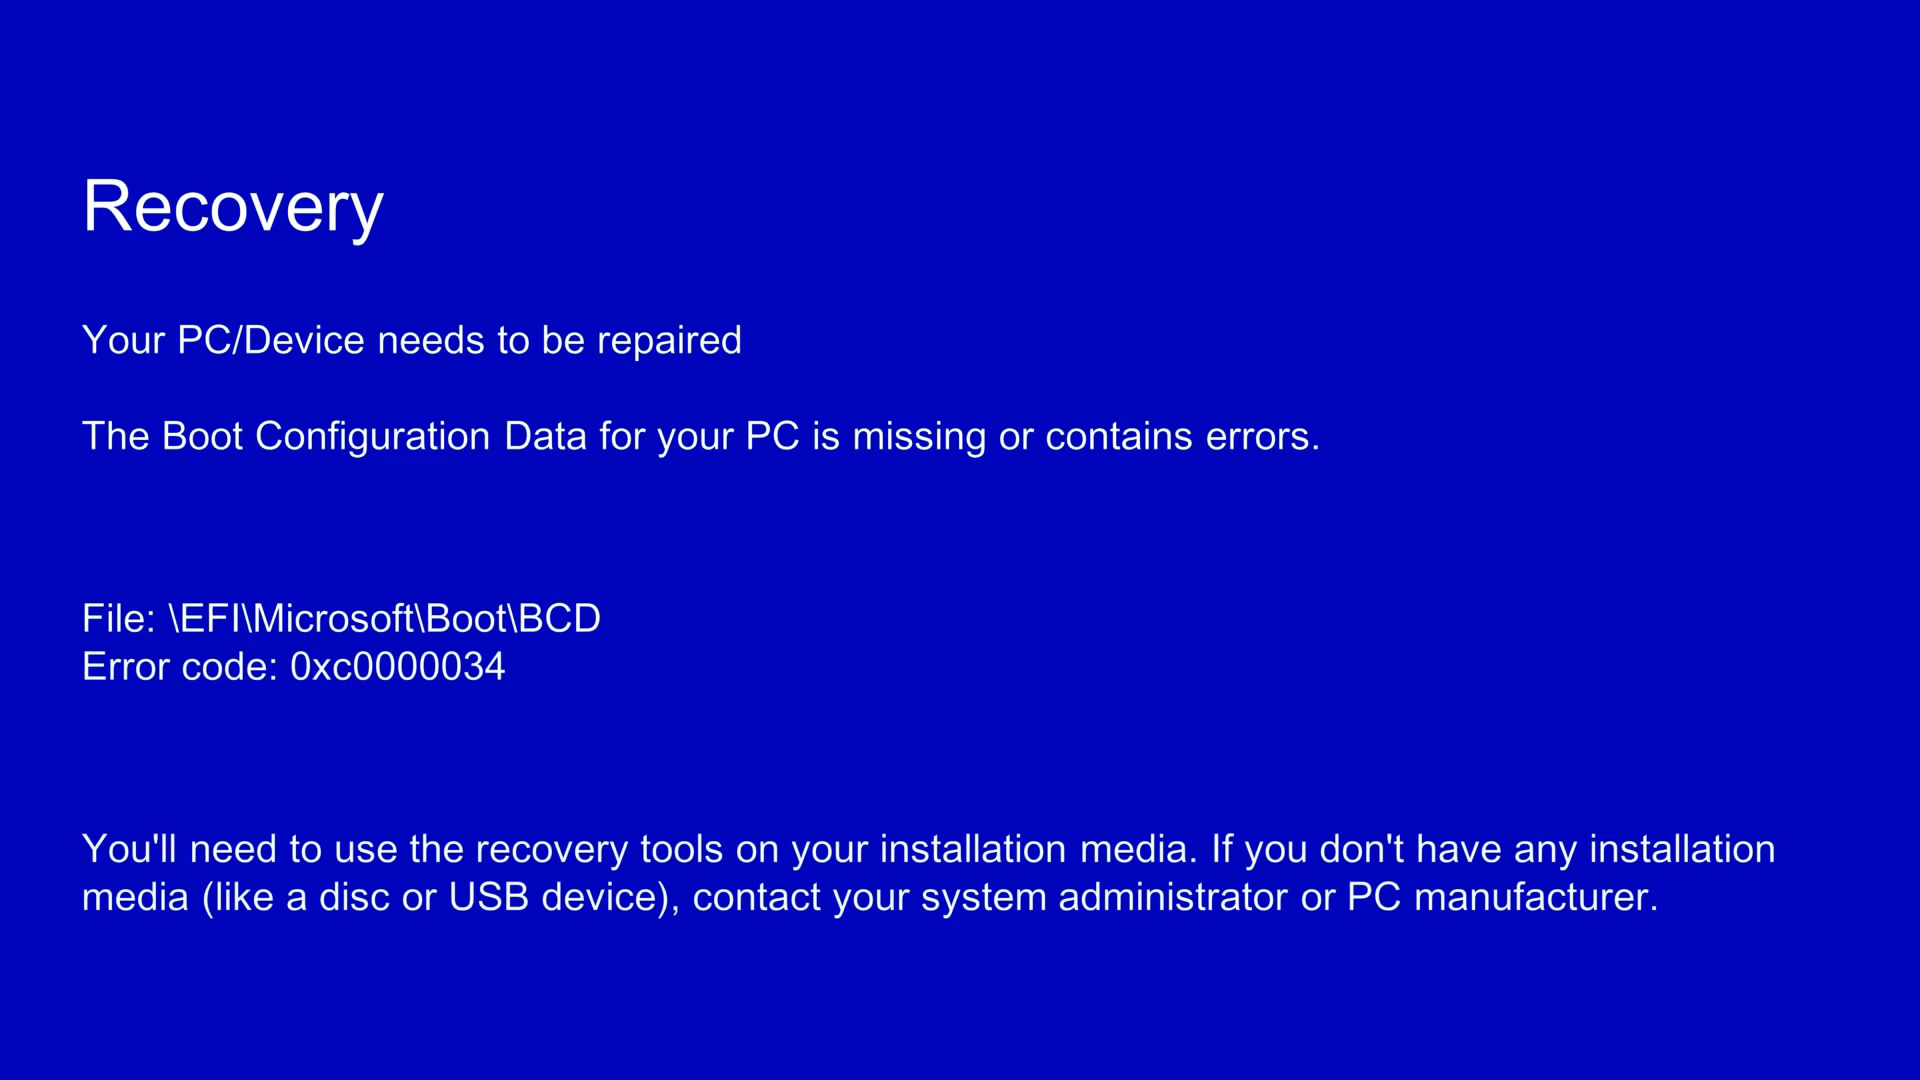 Recovery
Your PC/Device needs to be repaired
The Boot Configuration Data for your PC is missing or contains errors.
File: \EFI\Microsoft\Boot\BCD
Error code: 0xc0000034
You'll need to use the recovery tools on your installation media. If you don't have any installation
media (like a disc or USB device), contact your system administrator or PC manufacturer.